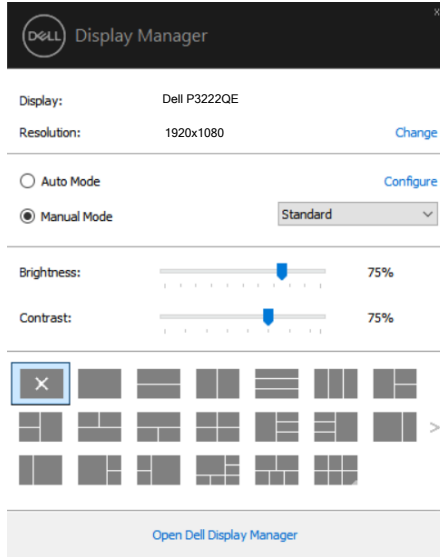 x
DELL Display Manager
Display: Dell P3222QE
Resolution: 1920x1080 Change
Auto Mode Configure
Manual Mode Standard
Brightness: 75%
Contrast: 75%
Open Dell Display Manager